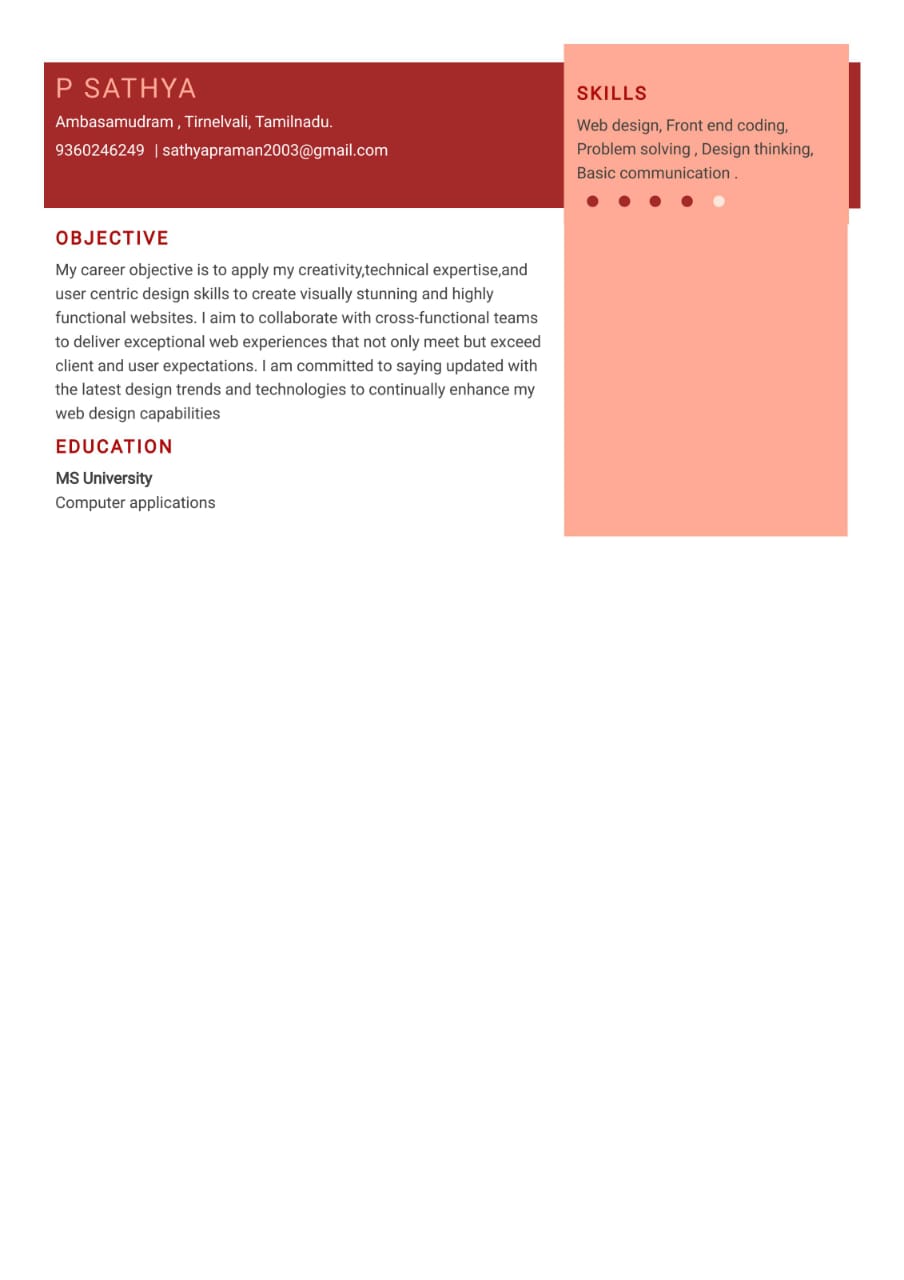 P SATHYA
Ambasamudram , Tirnelvali, Tamilnadu.
9360246249 | sathyapraman2003@gmail.com
SKILLS
Web design, Front end coding,
Problem solving , Design thinking,
Basic communication .
OBJECTIVE
My career objective is to apply my creativity,technical expertise,and
user centric design skills to create visually stunning and highly
functional websites. I aim to collaborate with cross-functional teams
to deliver exceptional web experiences that not only meet but exceed
client and user expectations. I am committed to saying updated with
the latest design trends and technologies to continually enhance my
web design capabilities
EDUCATION
MS University
Computer applications